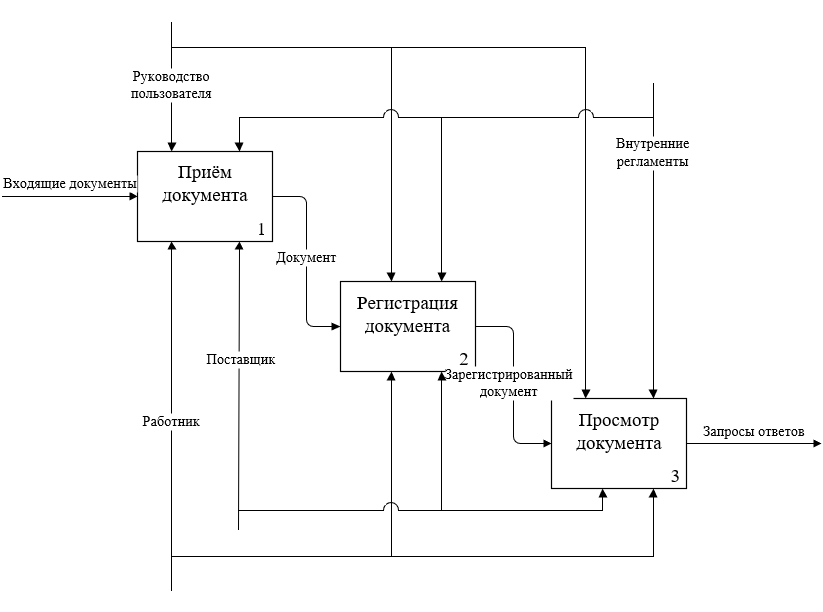 Руководство
пользователя
Внутренние
регламенты
Входящие документы
Приём
документа
1
Документ
Регистрация
документа
2
Поставщик
Зарегистрированный
документ
Работник
Просмотр
документа
3
Запросы ответов